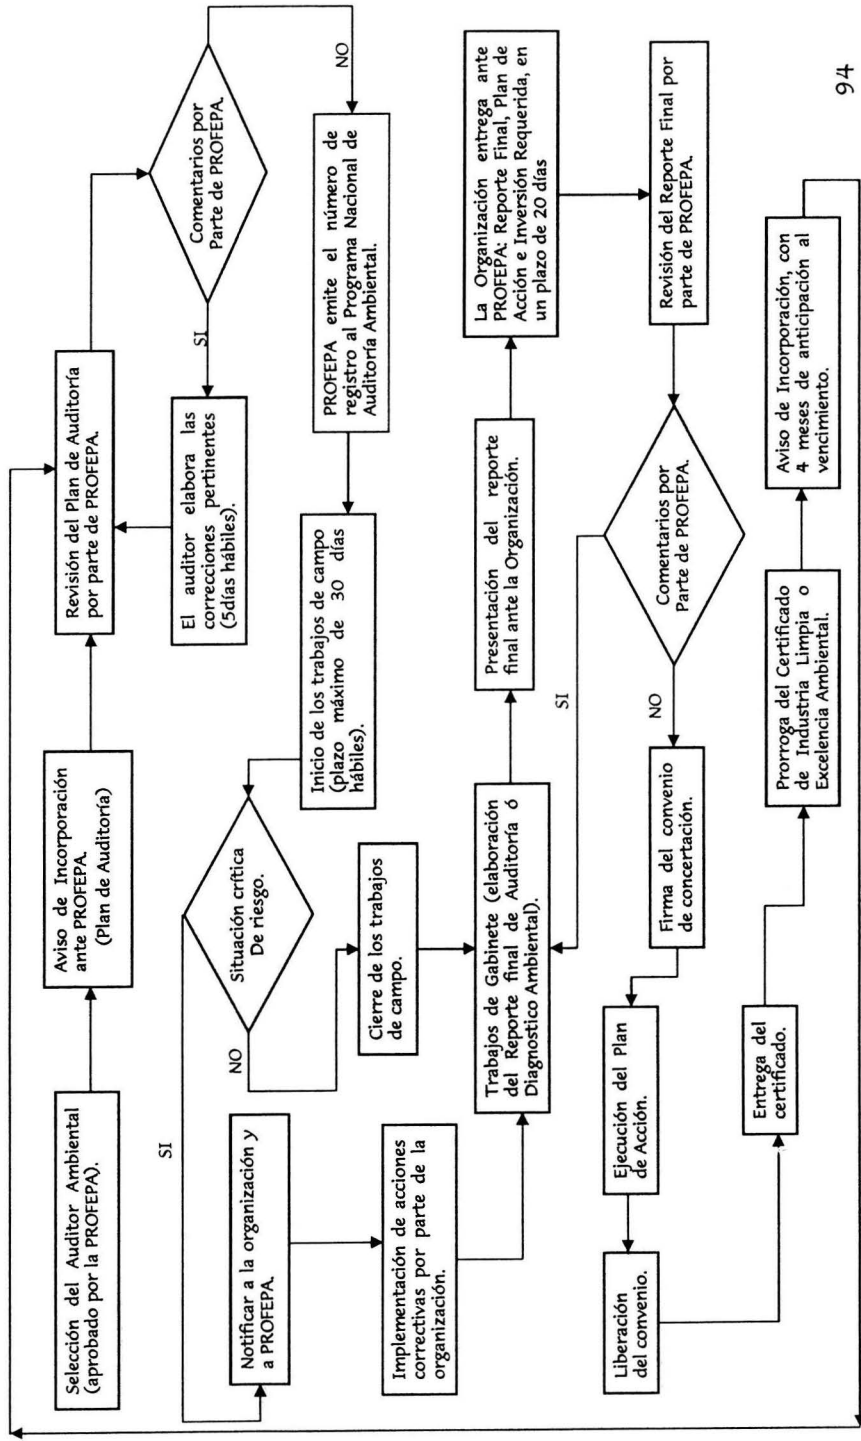 Selección del Auditor Ambiental
(aprobado por la PROFEPA).
Aviso de Incorporación
ante PROFEPA.
(Plan de Auditoría)
Revisión del Plan de Auditoría
por parte de PROFEPA.
Comentarios por
Parte de PROFEPA.
SI
NO
El auditor elabora las
correcciones pertinentes
(5días hábiles).
PROFEPA emite el número de
registro al Programa Nacional de
Auditoría Ambiental.
Inicio de los trabajos de campo
(plazo máximo de 30 días
hábiles).
Situación crítica
De riesgo.
SI
NO
Notificar a la organización y
a PROFEPA.
Implementación de acciones
correctivas por parte de la
organización.
Cierre de los trabajos
de campo.
Trabajos de Gabinete (elaboración
del Reporte final de Auditoría ó
Diagnostico Ambiental).
Presentación del reporte
final ante la Organización.
La Organización entrega ante
PROFEPA: Reporte Final, Plan de
Acción e Inversión Requerida, en
un plazo de 20 días
Revisión del Reporte Final por
parte de PROFEPA.
Comentarios por
Parte de PROFEPA.
SI
NO
Firma del convenio
de concertación.
Ejecución del Plan
de Acción.
Liberación
del convenio.
Entrega del
certificado.
Prorroga del Certificado
de Industria Limpia o
Excelencia Ambiental.
Aviso de Incorporación, con
4 meses de anticipación al
vencimiento.
94